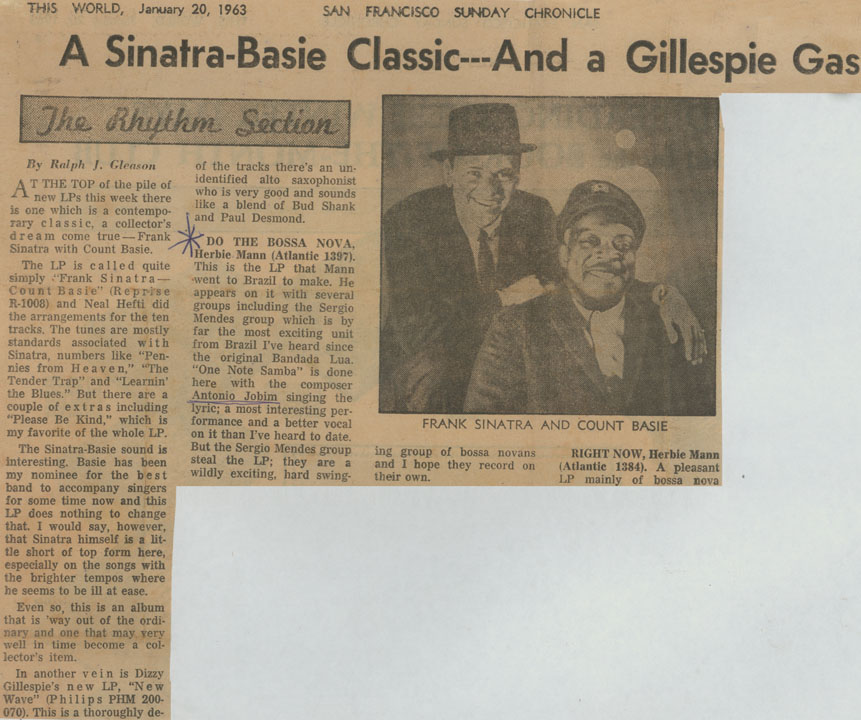 THIS WORLD, January 20, 1963 SAN FRANCISCO SUNDAY CHRONICLE
A Sinatra-Basie Classic---And a Gillespie Gas
The Rhythm Section
By Ralph J. Gleason
AT THE TOP of the pile of
new LPs this week there
is one which is a contempo-
rary classic, a collector's
dream come true—Frank
Sinatra with Count Basie.
The LP is called quite
simply "Frank Sinatra—
Count Basie" (Reprise
R-1008) and Neal Hefti did
the arrangements for the ten
tracks. The tunes are mostly
standards associated with
Sinatra, numbers like "Pen-
nies from Heaven," "The
Tender Trap" and "Learnin'
the Blues." But there are a
couple of extras including
"Please Be Kind," which is
my favorite of the whole LP.
The Sinatra-Basie sound is
interesting. Basie has been
my nominee for the best
band to accompany singers
for some time now and this
LP does nothing to change
that. I would say, however,
that Sinatra himself is a lit-
tle short of top form here,
especially on the songs with
the brighter tempos where
he seems to be ill at ease.
Even so, this is an album
that is 'way out of the ordi-
nary and one that may very
well in time become a col-
lector's item.
In another vein is Dizzy
Gillespie's new LP, "New
Wave" (Philips PHM 200-
070). This is a thoroughly de-
of the tracks there's an un-
identified alto saxophonist
who is very good and sounds
like a blend of Bud Shank
and Paul Desmond.
DO THE BOSSA NOVA,
Herbie Mann (Atlantic 1397).
This is the LP that Mann
went to Brazil to make. He
appears on it with several
groups including the Sergio
Mendes group which is by
far the most exciting unit
from Brazil I've heard since
the original Bandada Lua.
"One Note Samba" is done
here with the composer
Antonio Jobim singing the
lyric; a most interesting per-
formance and a better vocal
on it than I've heard to date.
But the Sergio Mendes group
steal the LP; they are a
wildly exciting, hard swing-
FRANK SINATRA AND COUNT BASIE
ing group of bossa novans
and I hope they record on
their own.
RIGHT NOW, Herbie Mann
(Atlantic 1384). A pleasant
LP mainly of bossa nova